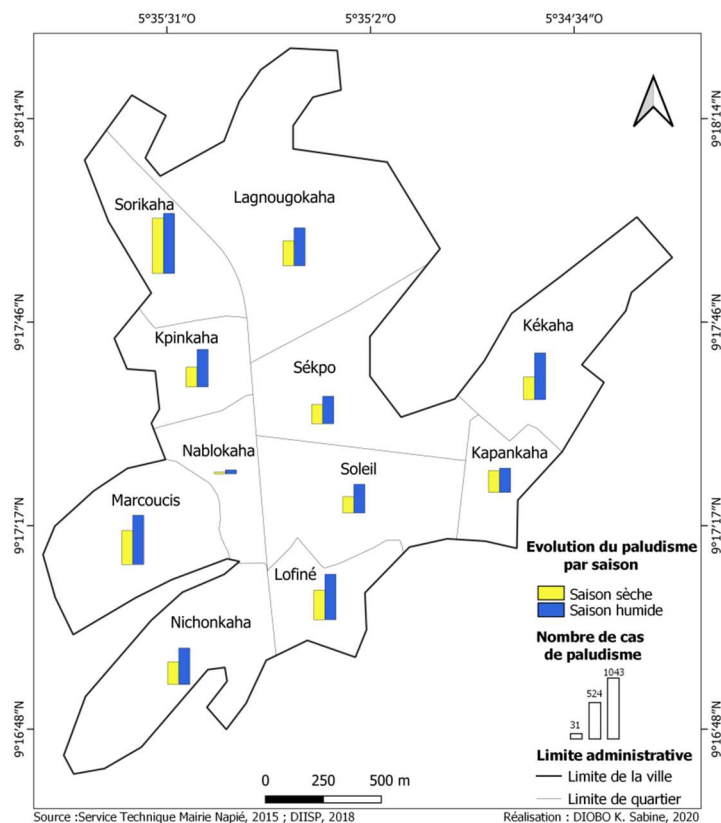 5°35'31"O 5°35'2"O 5°34'34"O
9°18'14"N 9°18'14"N
Sorikaha
Lagnougokaha
9°17'46"N 9°17'46"N
Kpinkaha
Kékaha
Sékpo
Nablokaha
Soleil
Kapankaha
Marcoucis
9°17'17"N 9°17'17"N
Lofiné
Nichonkaha
9°16'48"N 9°16'48"N
Evolution du paludisme
par saison
Saison sèche
Saison humide
Nombre de cas
de paludisme
1043
524
31
Limite administrative
Limite de la ville
Limite de quartier
0 250 500 m
Source :Service Technique Mairie Napié, 2015 ; DIISP, 2018 Réalisation : DIOBO K. Sabine, 2020